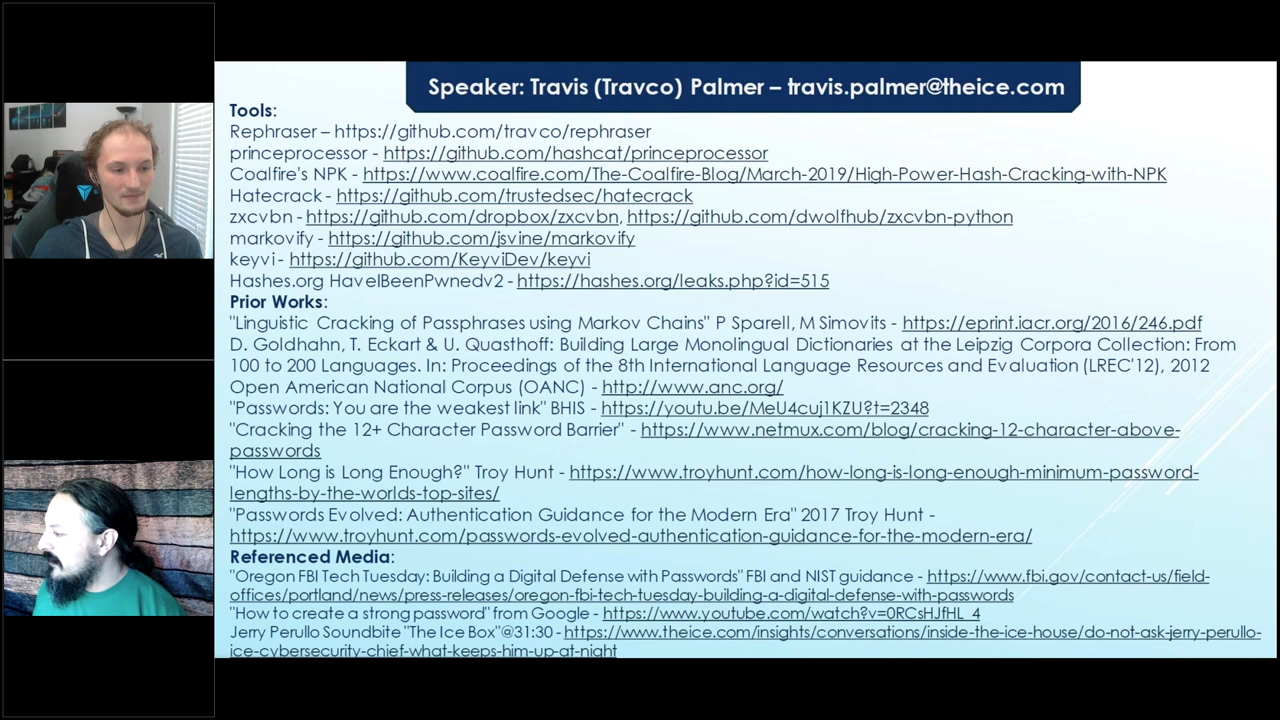 Speaker: Travis (Travco) Palmer – travis.palmer@theice.com
Tools:
Rephraser – https://github.com/travco/rephraser
princeprocessor - https://github.com/hashcat/princeprocessor
Coalfire's NPK - https://www.coalfire.com/The-Coalfire-Blog/March-2019/High-Power-Hash-Cracking-with-NPK
Hatecrack - https://github.com/trustedsec/hatecrack
zxcvbn - https://github.com/dropbox/zxcvbn, https://github.com/dwolfhub/zxcvbn-python
markovify - https://github.com/jsvine/markovify
keyvi - https://github.com/KeyviDev/keyvi
Hashes.org HaveIBeenPwnedv2 - https://hashes.org/leaks.php?id=515
Prior Works:
"Linguistic Cracking of Passphrases using Markov Chains" P Sparell, M Simovits - https://eprint.iacr.org/2016/246.pdf
D. Goldhahn, T. Eckart & U. Quasthoff: Building Large Monolingual Dictionaries at the Leipzig Corpora Collection: From
100 to 200 Languages. In: Proceedings of the 8th International Language Resources and Evaluation (LREC'12), 2012
Open American National Corpus (OANC) - http://www.anc.org/
"Passwords: You are the weakest link" BHIS - https://youtu.be/MeU4cuj1KZU?t=2348
"Cracking the 12+ Character Password Barrier" - https://www.netmux.com/blog/cracking-12-character-above-
passwords
"How Long is Long Enough?" Troy Hunt - https://www.troyhunt.com/how-long-is-long-enough-minimum-password-
lengths-by-the-worlds-top-sites/
"Passwords Evolved: Authentication Guidance for the Modern Era" 2017 Troy Hunt -
https://www.troyhunt.com/passwords-evolved-authentication-guidance-for-the-modern-era/
Referenced Media:
"Oregon FBI Tech Tuesday: Building a Digital Defense with Passwords" FBI and NIST guidance - https://www.fbi.gov/contact-us/field-
offices/portland/news/press-releases/oregon-fbi-tech-tuesday-building-a-digital-defense-with-passwords
"How to create a strong password" from Google - https://www.youtube.com/watch?v=0RCsHJfHL_4
Jerry Perullo Soundbite "The Ice Box"@31:30 - https://www.theice.com/insights/conversations/inside-the-ice-house/do-not-ask-jerry-perullo-
ice-cybersecurity-chief-what-keeps-him-up-at-night